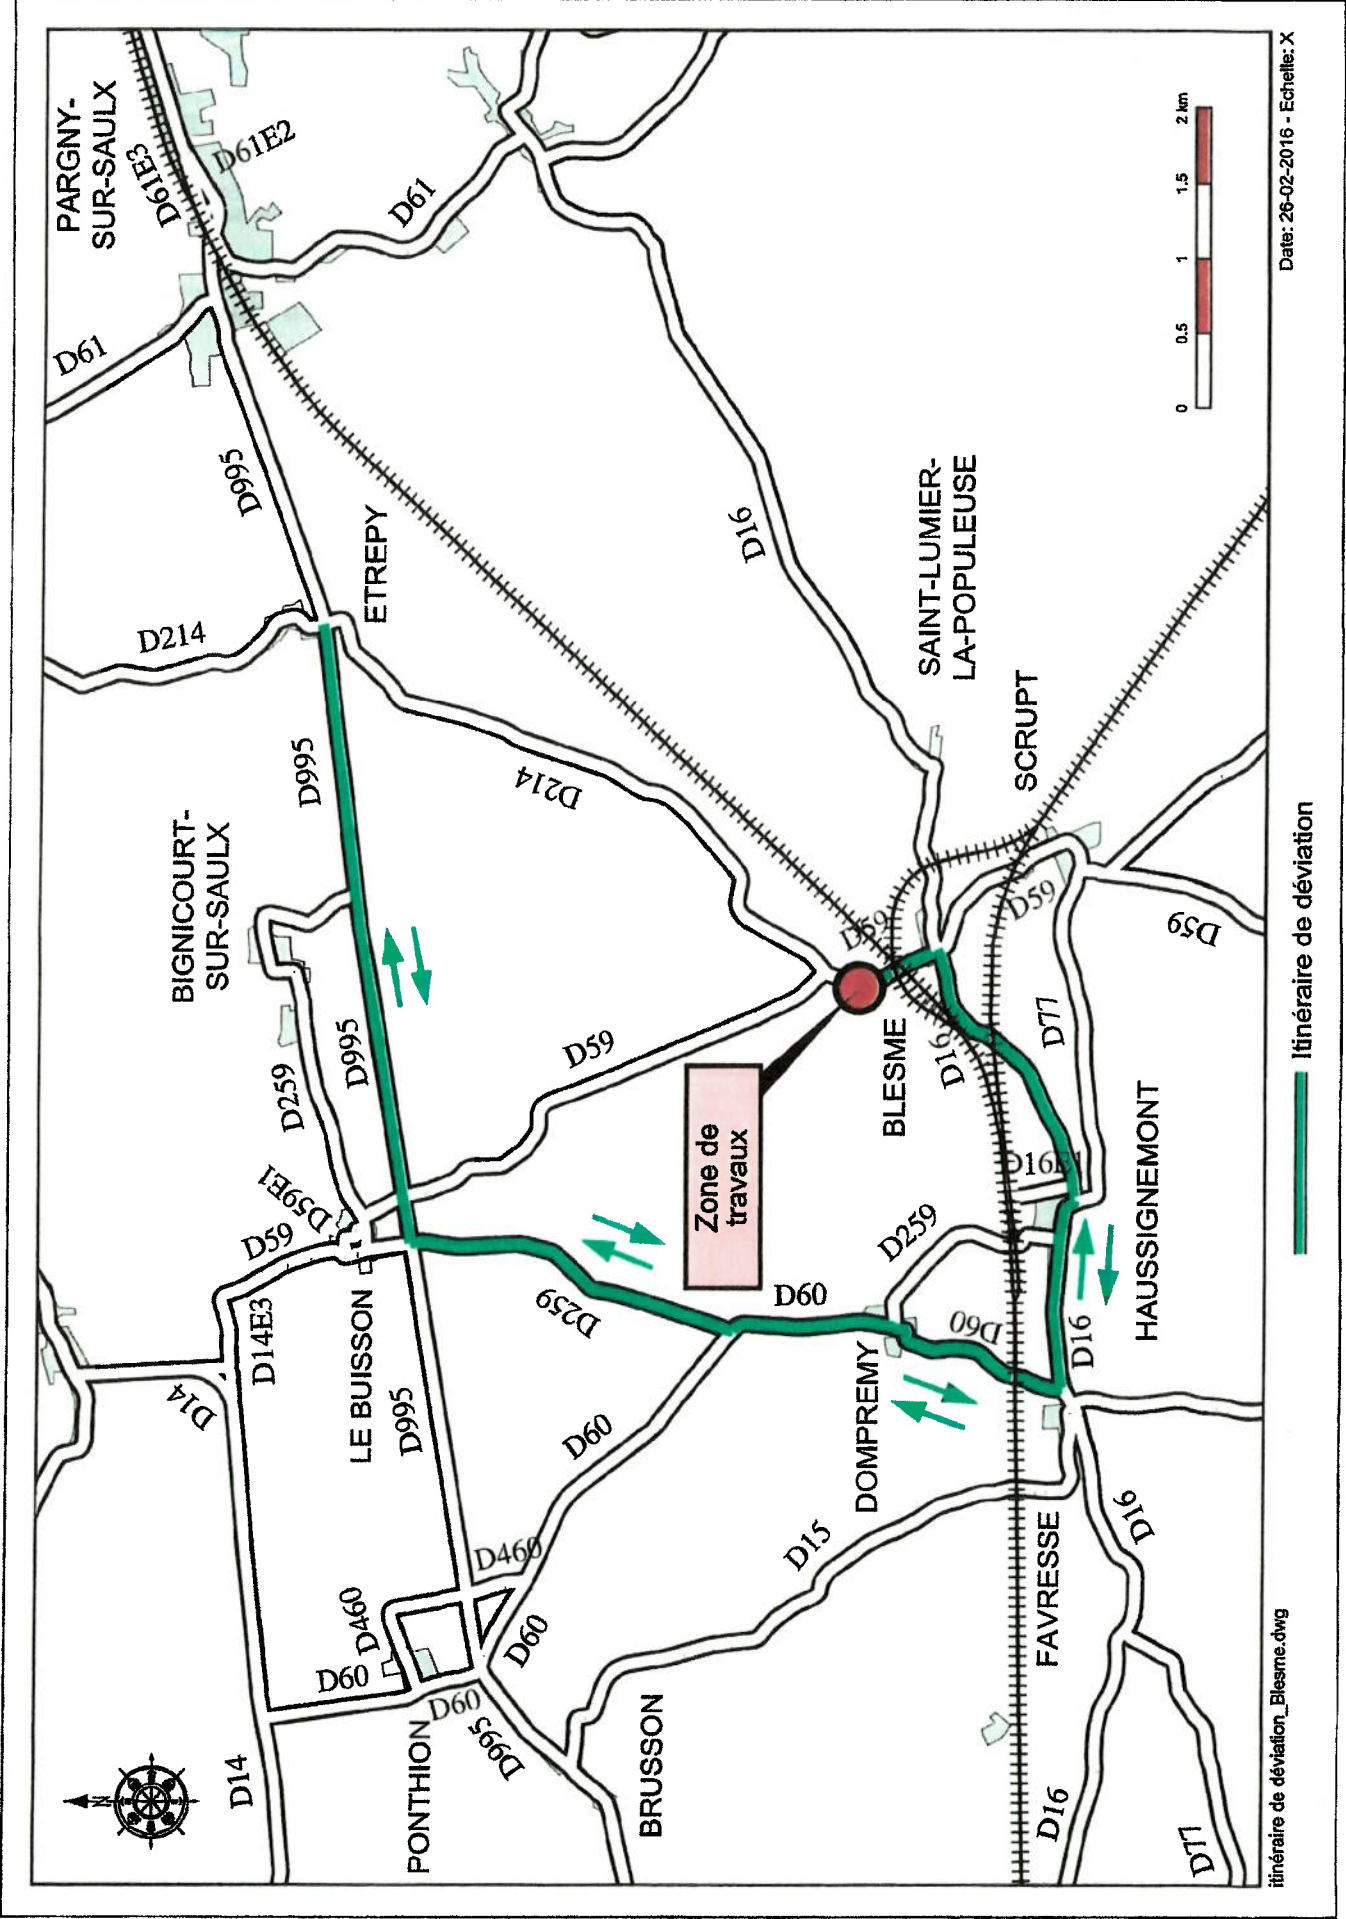 PARGNY-
SUR-SAULX
D61
D61E3
D61E2
D214
D995
D61
BIGNICOURT-
SUR-SAULX
D995
ETREPY
D14
D14E3
D59
D59E1
D259
D995
D14
D60
D460
LE BUISSON
D995
D214
D59
D16
PONTHION
D60
D995
D60
D460
D60
D259
BRUSSON
Zone de
travaux
D15
D60
DOMPREMY
D259
BLESME
D59
SAINT-LUMIER-
LA-POPULEUSE
D60
D16
D59
SCRUPT
FAVRESSE
D16E1
D77
D16
D16
D16
HAUSSIGNEMONT
D77
D59
0
0.5
1
1.5
2 km
itinéraire de déviation_Blesme.dwg
Itinéraire de déviation
Date: 26-02-2016 - Echelle: X
N